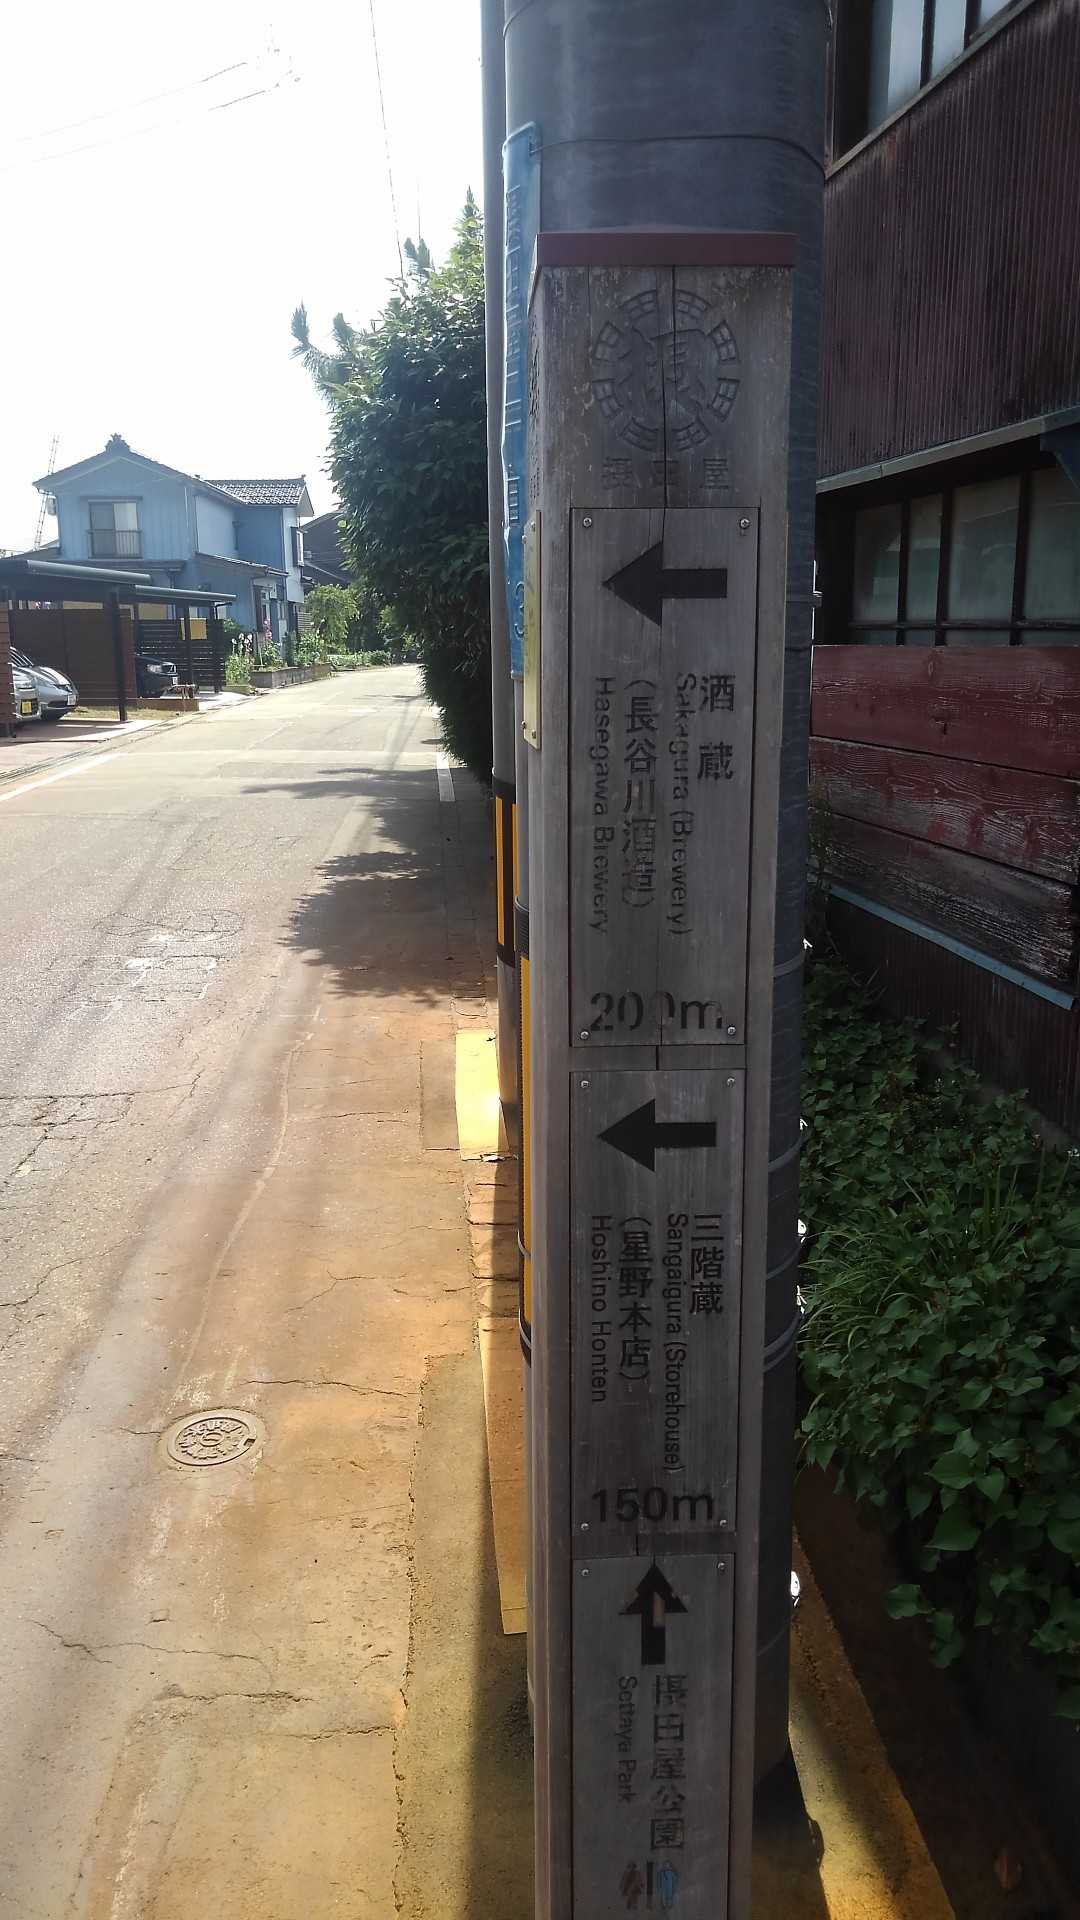 摂田屋
酒蔵
Sakagura (Brewery)
(長谷川酒造)
Hasegawa Brewery
200m
三階蔵
Sangaigura (Storehouse)
(星野本店)
Hoshino Honten
150m
摂田屋公園
Settaya Park